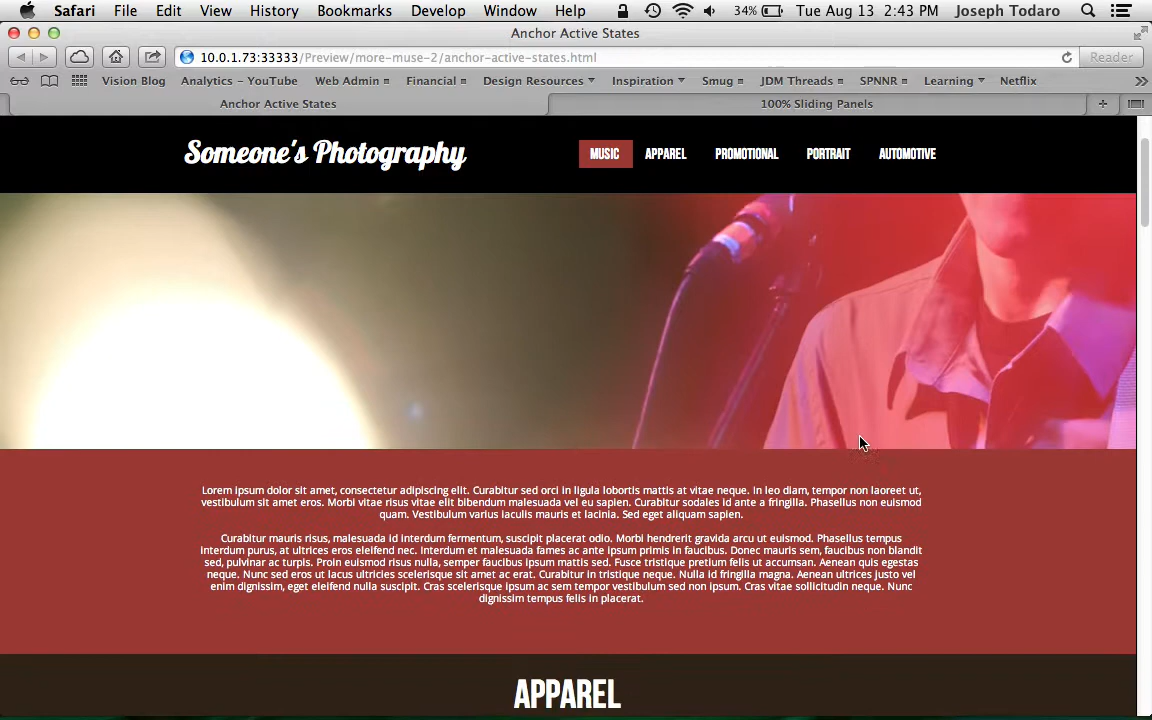 Safari File Edit View History Bookmarks Develop Window Help 34% Tue Aug 13 2:43 PM Joseph Todaro
Anchor Active States
10.0.1.73:33333/Preview/more-muse-2/anchor-active-states.html Reader
Vision Blog Analytics - YouTube Web Admin Financial Design Resources Inspiration Smug JDM Threads SPNNR Learning Netflix
Anchor Active States 100% Sliding Panels
Someone's Photography MUSIC APPAREL PROMOTIONAL PORTRAIT AUTOMOTIVE
Lorem ipsum dolor sit amet, consectetur adipiscing elit. Curabitur sed orci in ligula lobortis mattis at vitae neque. In leo diam, tempor non laoreet ut,
vestibulum sit amet eros. Morbi vitae risus vitae elit bibendum malesuada vel eu sapien. Curabitur sodales id ante a fringilla. Phasellus non euismod
quam. Vestibulum varius iaculis mauris et lacinia. Sed eget aliquam sapien.
Curabitur mauris risus, malesuada id interdum fermentum, suscipit placerat odio. Morbi hendrerit gravida arcu ut euismod. Phasellus tempus
interdum purus, at ultrices eros eleifend nec. Interdum et malesuada fames ac ante ipsum primis in faucibus. Donec mauris sem, faucibus non blandit
sed, pulvinar ac turpis. Proin euismod risus nulla, semper faucibus ipsum mattis sed. Fusce tristique pretium felis ut accumsan. Aenean quis egestas
neque. Nunc sed eros ut lacus ultricies scelerisque sit amet ac erat. Curabitur in tristique neque. Nulla id fringilla magna. Aenean ultrices justo vel
enim dignissim, eget eleifend nulla suscipit. Cras scelerisque ipsum ac sem tempor vestibulum sed non ipsum. Cras vitae sollicitudin neque. Nunc
dignissim tempus felis in placerat.
APPAREL